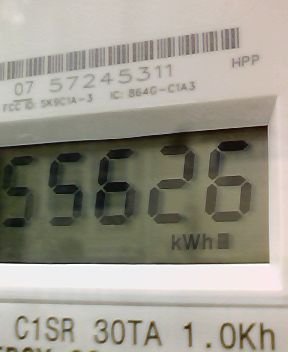 07 57245311
HPP
FCC ID: SK9C1A-3 IC: 864G-C1A3
55626
kWh
C1SR 30TA 1.0Kh